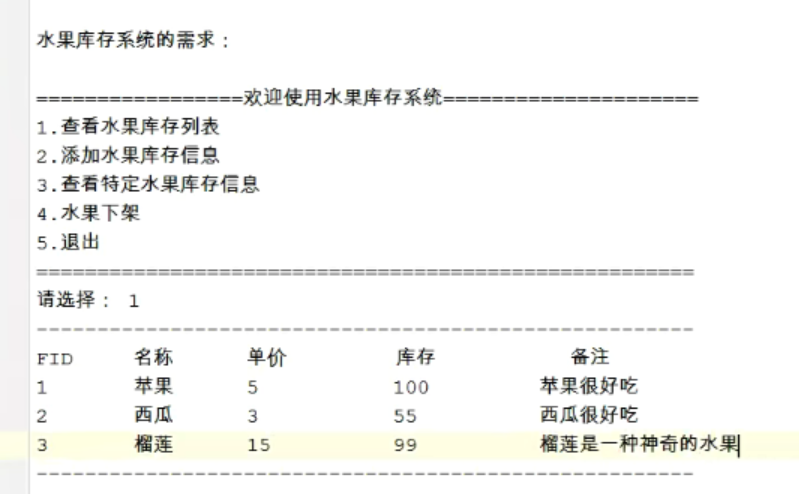 水果库存系统的需求：
=================欢迎使用水果库存系统=====================
1.查看水果库存列表
2.添加水果库存信息
3.查看特定水果库存信息
4.水果下架
5.退出
======================================================
请选择： 1
------------------------------------------------------
FID 名称 单价 库存 备注
1 苹果 5 100 苹果很好吃
2 西瓜 3 55 西瓜很好吃
3 榴莲 15 99 榴莲是一种神奇的水果
------------------------------------------------------